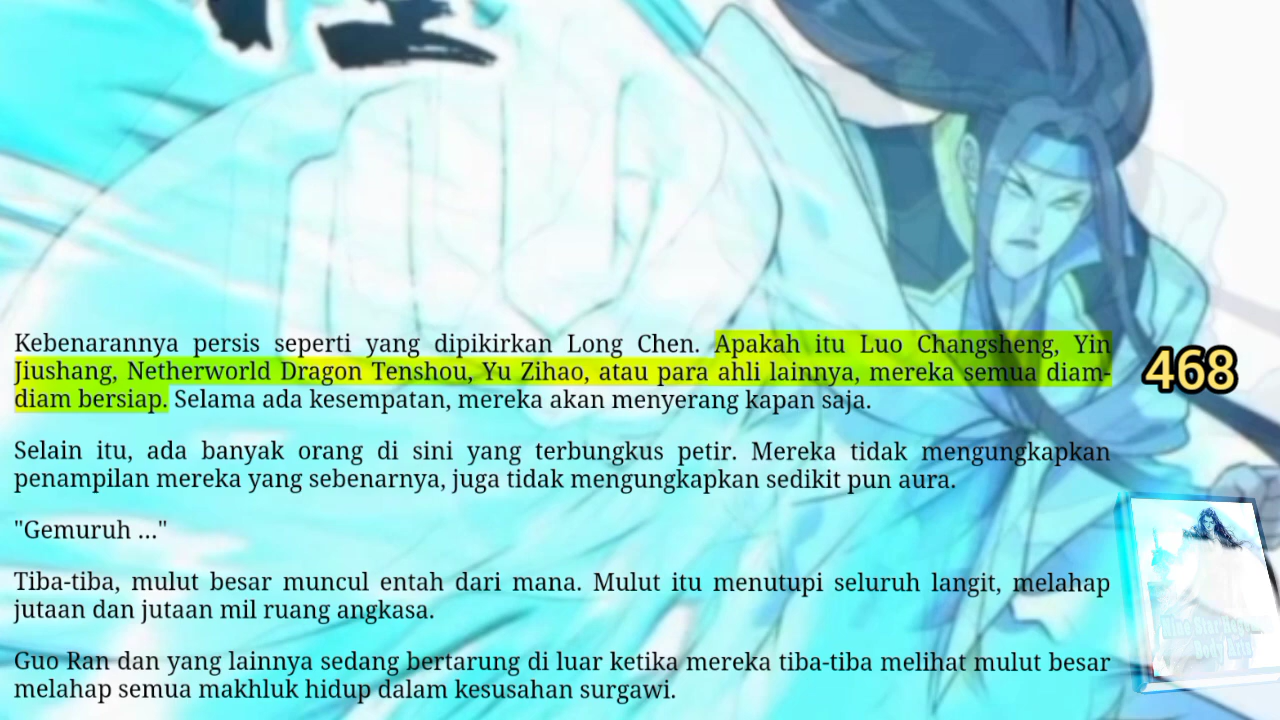 Kebenarannya persis seperti yang dipikirkan Long Chen. Apakah itu Luo Changsheng, Yin
Jiushang, Netherworld Dragon Tenshou, Yu Zihao, atau para ahli lainnya, mereka semua diam-
diam bersiap. Selama ada kesempatan, mereka akan menyerang kapan saja.
468
Selain itu, ada banyak orang di sini yang terbungkus petir. Mereka tidak mengungkapkan
penampilan mereka yang sebenarnya, juga tidak mengungkapkan sedikit pun aura.
"Gemuruh ..."
Tiba-tiba, mulut besar muncul entah dari mana. Mulut itu menutupi seluruh langit, melahap
jutaan dan jutaan mil ruang angkasa.
Guo Ran dan yang lainnya sedang bertarung di luar ketika mereka tiba-tiba melihat mulut besar
melahap semua makhluk hidup dalam kesusahan surgawi.
Nine Star
Body Arts